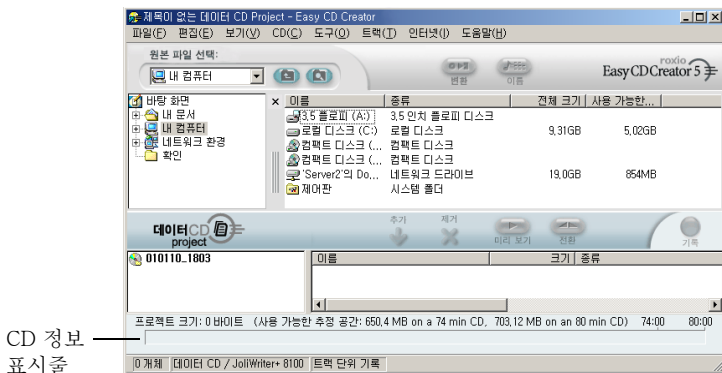 제목이 없는 데이터 CD Project - Easy CD Creator
파일(F) 편집(E) 보기(V) CD(C) 도구(O) 트랙(T) 인터넷(I) 도움말(H)
원본 파일 선택:
내 컴퓨터
변환 이름
roxio
Easy CD Creator 5
바탕 화면
내 문서
내 컴퓨터
네트워크 환경
확인
이름 종류 전체 크기 사용 가능한...
3,5 플로피 (A:) 3,5 인치 플로피 디스크
로컬 디스크 (C:) 로컬 디스크 9,31GB 5,02GB
컴팩트 디스크 (... 컴팩트 디스크
컴팩트 디스크 (... 컴팩트 디스크
'Server2'의 Do... 네트워크 드라이브 19,0GB 854MB
제어판 시스템 폴더
데이터CD
project
추가 제거 미리 보기 전환 기록
010110_1803
이름 크기 종류
프로젝트 크기: 0 바이트 (사용 가능한 추정 공간: 650,4 MB on a 74 min CD, 703,12 MB on an 80 min CD) 74:00 80:00
CD 정보
표시줄
0 개체 데이터 CD / JoliWriter+ 8100 트랙 단위 기록